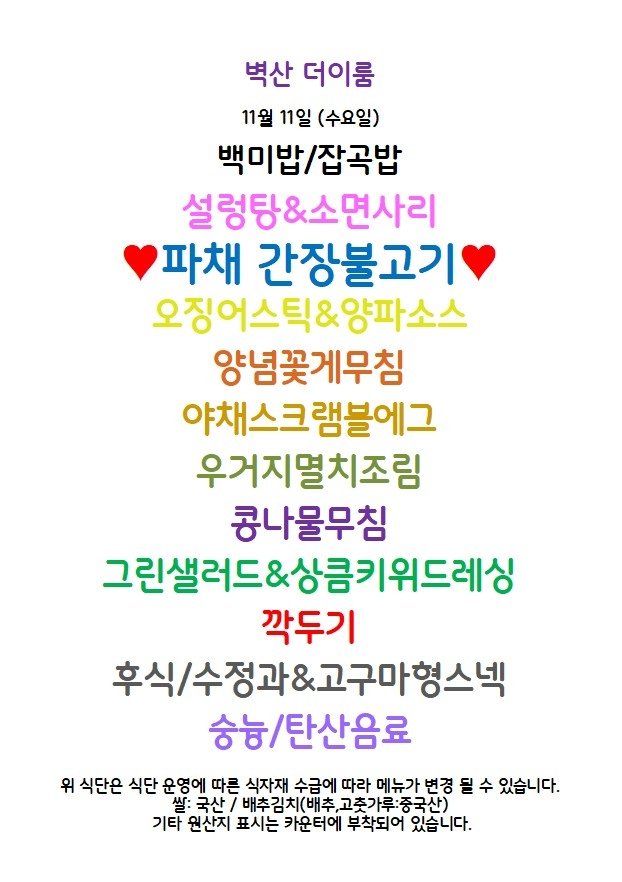 벽산 더이룸
11월 11일 (수요일)
백미밥/잡곡밥
설렁탕&소면사리
♥파채 간장불고기♥
오징어스틱&양파소스
양념꽃게무침
야채스크램블에그
우거지멸치조림
콩나물무침
그린샐러드&상큼키위드레싱
깍두기
후식/수정과&고구마형스넥
숭늉/탄산음료
위 식단은 식단 운영에 따른 식자재 수급에 따라 메뉴가 변경 될 수 있습니다.
쌀: 국산 / 배추김치(배추,고춧가루:중국산)
기타 원산지 표시는 카운터에 부착되어 있습니다.